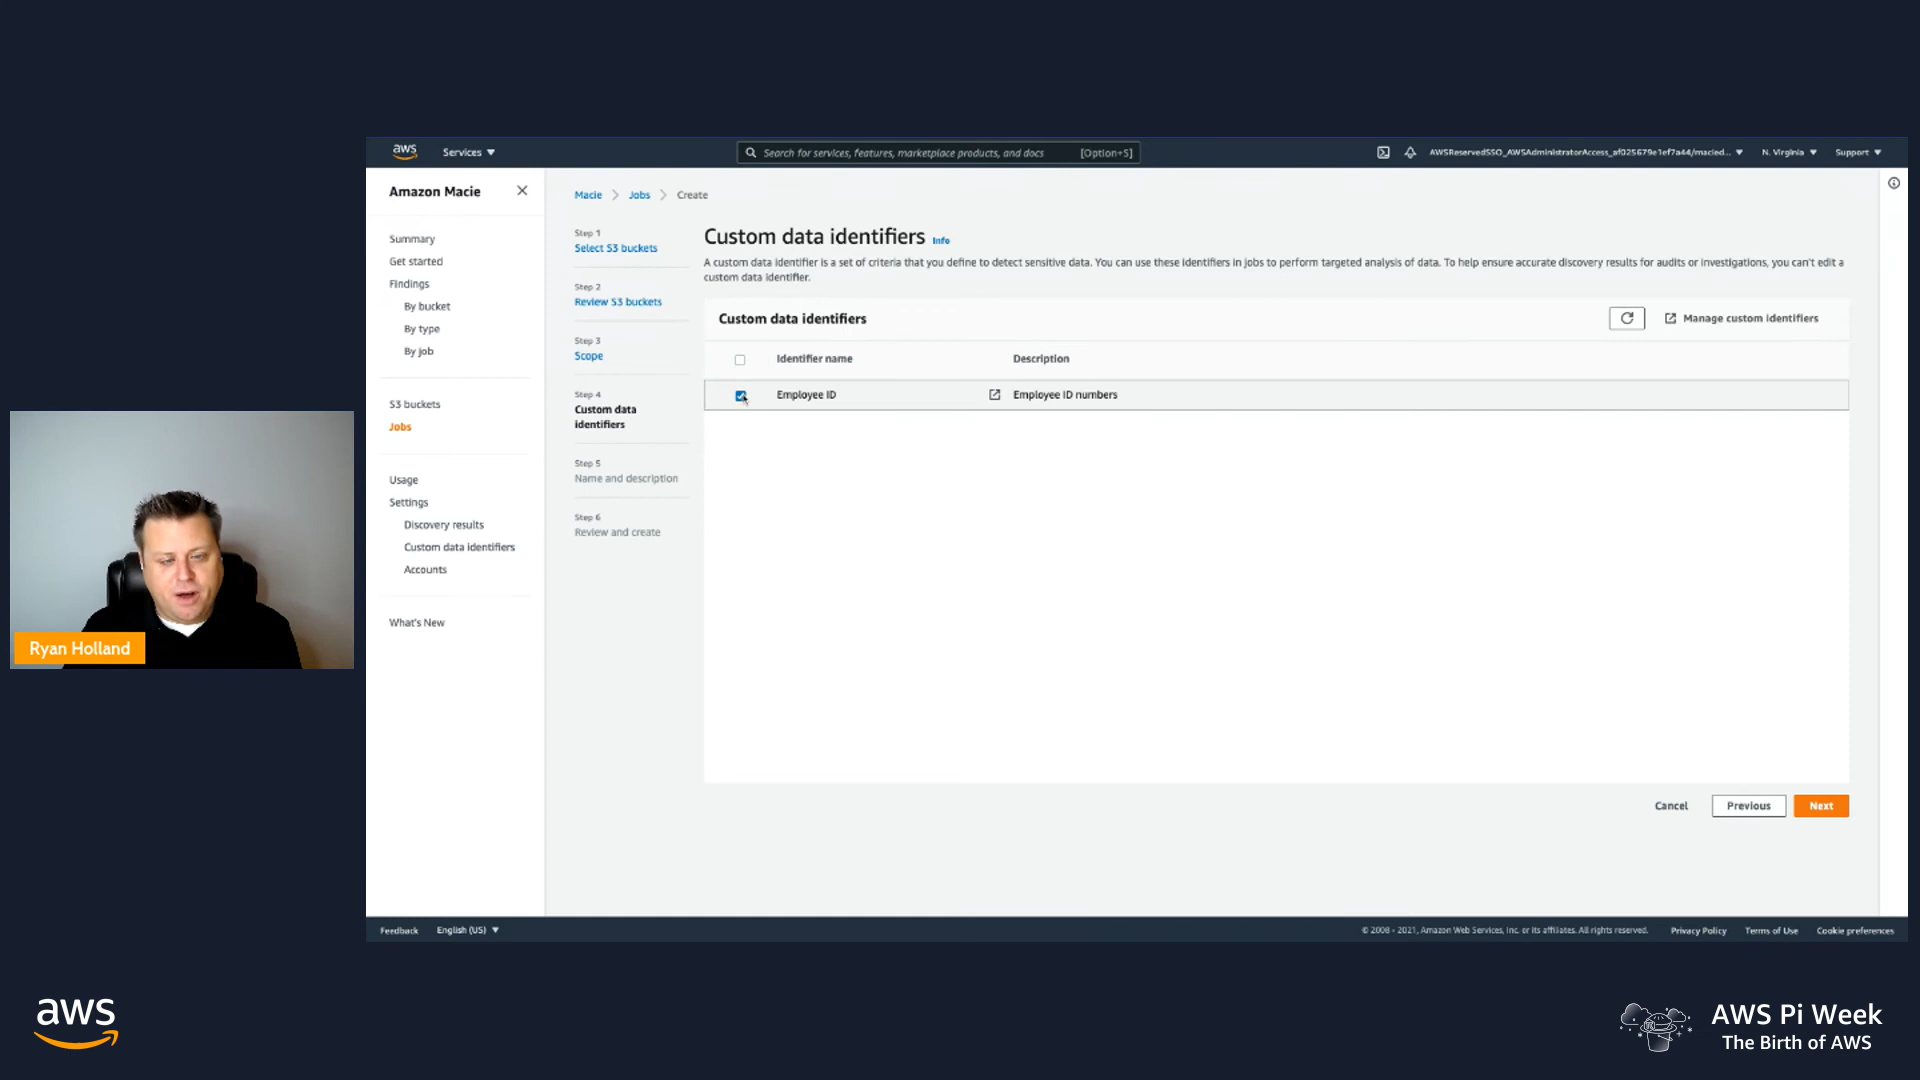 aws
Services
Search for services, features, marketplace products, and docs
[Option+S]
AWSReservedSSO_AWSAdministratorAccess_af025679e1ef7a44/macied...
N. Virginia
Support
Amazon Macie
Summary
Get started
Findings
By bucket
By type
By job
S3 buckets
Jobs
Usage
Settings
Discovery results
Custom data identifiers
Accounts
What's New
Macie
Jobs
Create
Step 1
Select S3 buckets
Step 2
Review S3 buckets
Step 3
Scope
Step 4
Custom data
identifiers
Step 5
Name and description
Step 6
Review and create
Custom data identifiers Info
A custom data identifier is a set of criteria that you define to detect sensitive data. You can use these identifiers in jobs to perform targeted analysis of data. To help ensure accurate discovery results for audits or investigations, you can't edit a
custom data identifier.
Custom data identifiers
Manage custom identifiers
Identifier name
Description
Employee ID
Employee ID numbers
Cancel
Previous
Next
Ryan Holland
Feedback
English (US)
© 2008 - 2021, Amazon Web Services, Inc. or its affiliates. All rights reserved.
Privacy Policy
Terms of Use
Cookie preferences
aws
AWS Pi Week
The Birth of AWS